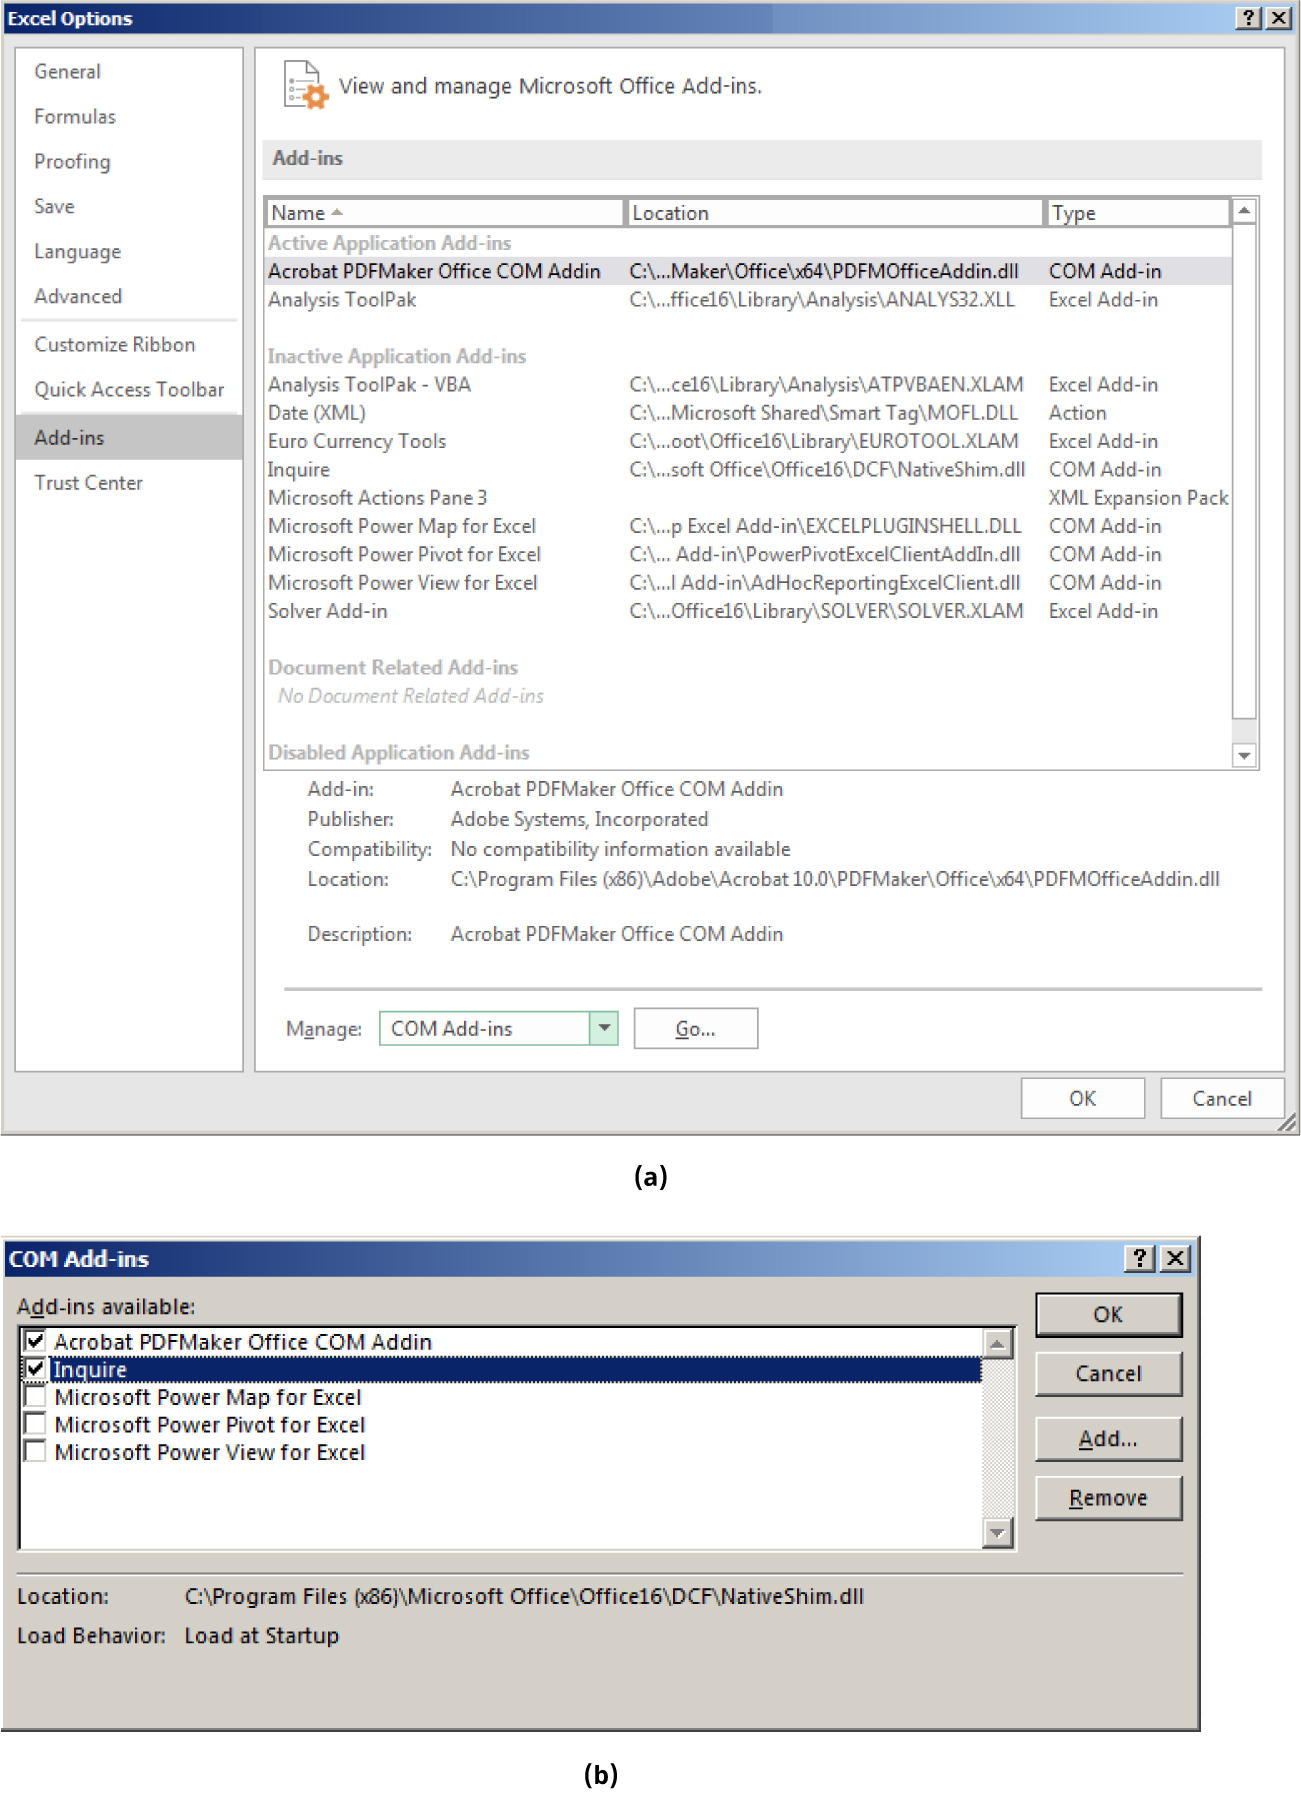 Excel Options
General
Formulas
Proofing
Save
Language
Advanced
Customize Ribbon
Quick Access Toolbar
Add-ins
Trust Center
View and manage Microsoft Office Add-ins.
Add-ins
Name Location Type
Active Application Add-ins
Acrobat PDFMaker Office COM Addin C:\...Maker\Office\x64\PDFMOfficeAddin.dll COM Add-in
Analysis ToolPak C:\...ffice16\Library\Analysis\ANALYS32.XLL Excel Add-in
Inactive Application Add-ins
Analysis ToolPak - VBA C:\...ce16\Library\Analysis\ATPVBAEN.XLAM Excel Add-in
Date (XML) C:\...Microsoft Shared\Smart Tag\MOFL.DLL Action
Euro Currency Tools C:\...oot\Office16\Library\EUROTOOL.XLAM Excel Add-in
Inquire C:\...soft Office\Office16\DCF\NativeShim.dll COM Add-in
Microsoft Actions Pane 3 XML Expansion Pack
Microsoft Power Map for Excel C:\...p Excel Add-in\EXCELPLUGINSHELL.DLL COM Add-in
Microsoft Power Pivot for Excel C:\... Add-in\PowerPivotExcelClientAddIn.dll COM Add-in
Microsoft Power View for Excel C:\...l Add-in\AdHocReportingExcelClient.dll COM Add-in
Solver Add-in C:\...Office16\Library\SOLVER\SOLVER.XLAM Excel Add-in
Document Related Add-ins
No Document Related Add-ins
Disabled Application Add-ins
Add-in: Acrobat PDFMaker Office COM Addin
Publisher: Adobe Systems, Incorporated
Compatibility: No compatibility information available
Location: C:\Program Files (x86)\Adobe\Acrobat 10.0\PDFMaker\Office\x64\PDFMOfficeAddin.dll
Description: Acrobat PDFMaker Office COM Addin
Manage: COM Add-ins Go...
OK Cancel
(a)
COM Add-ins
Add-ins available:
Acrobat PDFMaker Office COM Addin
Inquire
Microsoft Power Map for Excel
Microsoft Power Pivot for Excel
Microsoft Power View for Excel
OK
Cancel
Add...
Remove
Location: C:\Program Files (x86)\Microsoft Office\Office16\DCF\NativeShim.dll
Load Behavior: Load at Startup
(b)